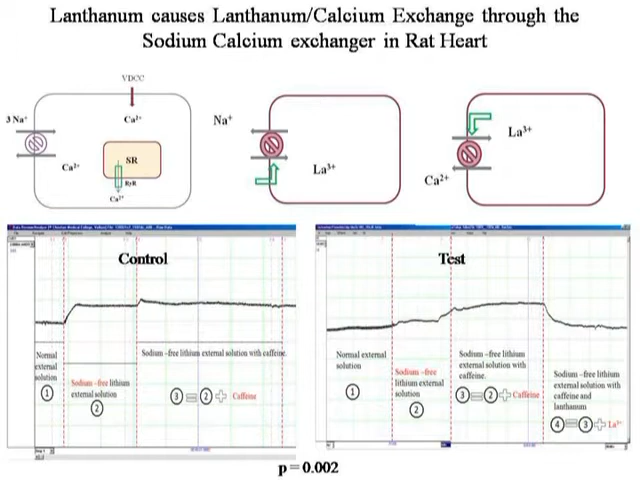 Lanthanum causes Lanthanum/Calcium Exchange through the
Sodium Calcium exchanger in Rat Heart
VDCC
3 Na⁺
Ca²⁺
Ca²⁺
SR
RyR
Ca²⁺
Na⁺
La³⁺
La³⁺
Ca²⁺
Control
Normal
external
solution
①
Sodium –free lithium
external solution
②
Sodium –free lithium external solution with caffeine.
③ = ② + Caffeine
Test
Normal external
solution
①
Sodium –free
lithium external
solution
②
Sodium –free lithium
external solution with
caffeine.
③ = ② + Caffeine
Sodium –free lithium
external solution with
caffeine and
lanthanum
④ = ③ + La³⁺
p = 0.002